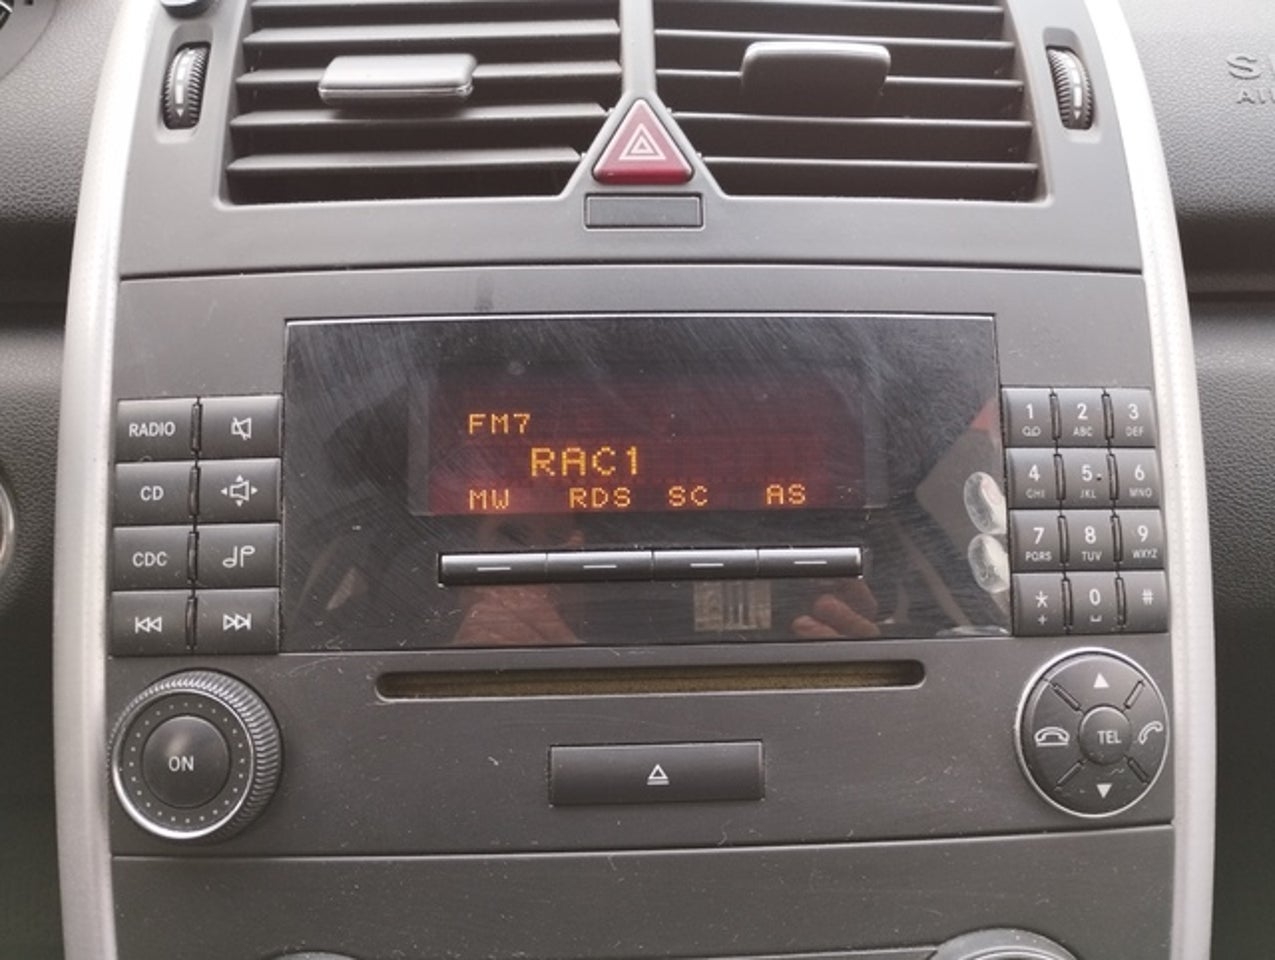 FM7
RAC1
MW RDS SC AS
RADIO
CD
CDC
ON
1 2 ABC 3 DEF
4 GHI 5 JKL 6 MNO
7 PQRS 8 TUV 9 WXYZ
* + 0 #
TEL